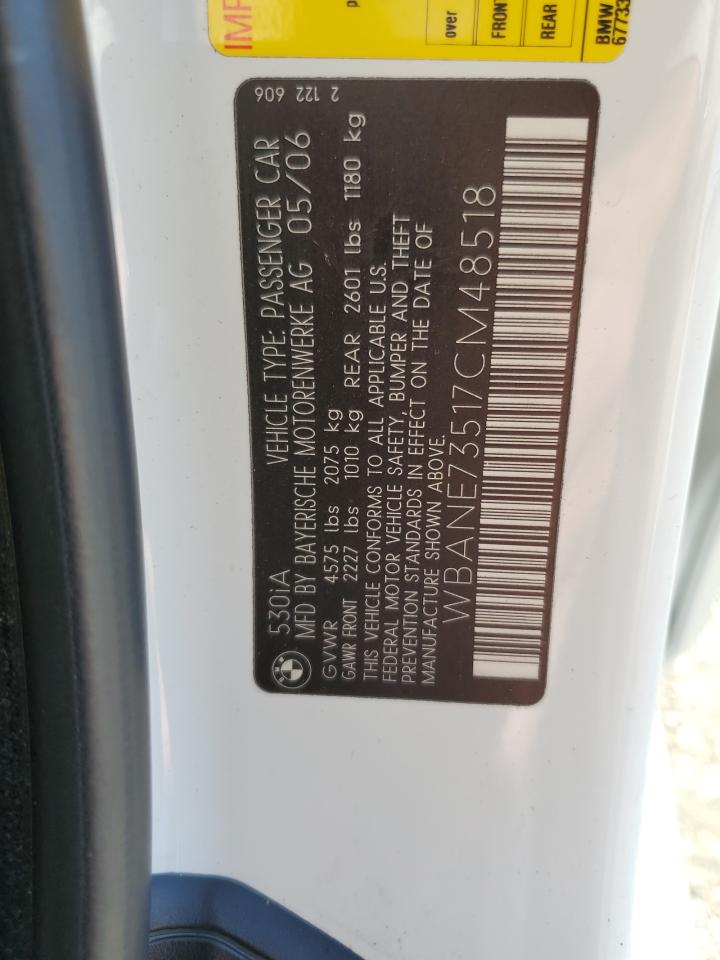 IMP
over
FRONT
REAR
BMW
67733
2 122 606
530iA VEHICLE TYPE: PASSENGER CAR
MFD BY BAYERISCHE MOTORENWERKE AG 05/06
GVWR 4575 lbs 2075 kg
GAWR FRONT 2227 lbs 1010 kg REAR 2601 lbs 1180 kg
THIS VEHICLE CONFORMS TO ALL APPLICABLE U.S.
FEDERAL MOTOR VEHICLE SAFETY, BUMPER AND THEFT
PREVENTION STANDARDS IN EFFECT ON THE DATE OF
MANUFACTURE SHOWN ABOVE.
WBANE73517CM48518